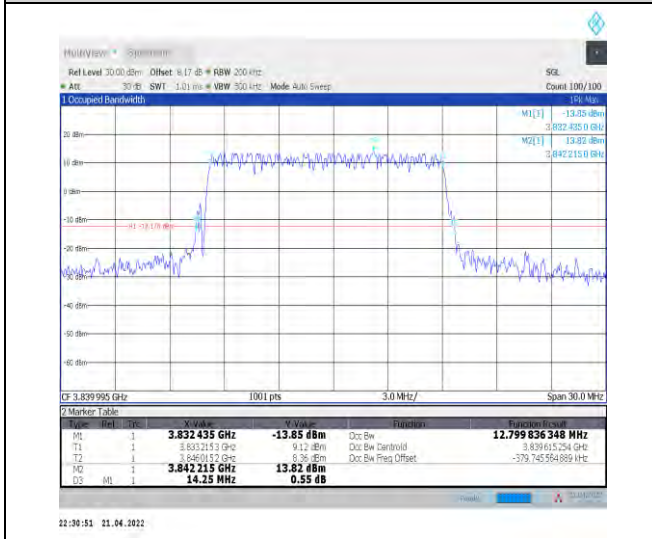 MultiView Spectrum
Ref Level 30.00 dBm Offset 8.17 dB RBW 200 kHz SGL
Att 30 dB SWT 1.01 ms VBW 500 kHz Mode Auto Sweep Count 100/100
1 Occupied Bandwidth 1Pk Max
M1[1] -13.85 dBm
3.832 435 0 GHz
M2[1] 13.82 dBm
3.842 215 0 GHz
20 dBm
10 dBm
0 dBm
-10 dBm
-20 dBm
-30 dBm
-40 dBm
-50 dBm
-60 dBm
CF 3.839 995 GHz 1001 pts 3.0 MHz/ Span 30.0 MHz
2 Marker Table
Type Ref Trc X-Value Y-Value Function Function Result
M1 1 3.832 435 GHz -13.85 dBm Occ Bw 12.799 836 348 MHz
T1 1 3.833 215 3 GHz 9.12 dBm Occ Bw Centroid 3.839 615 254 GHz
T2 1 3.846 015 2 GHz 8.36 dBm Occ Bw Freq Offset -379.745 564 889 kHz
M2 1 3.842 215 GHz 13.82 dBm
D3 M1 1 14.25 MHz 0.55 dB
22:30:51 21.04.2022